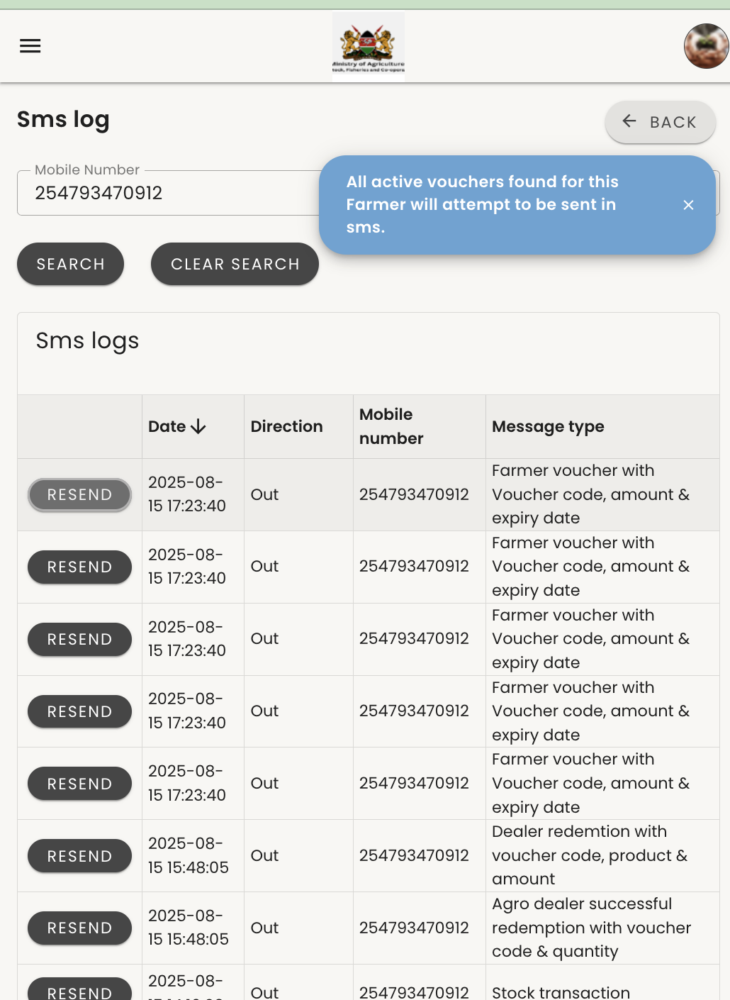 Ministry of Agriculture
Sms log
BACK
Mobile Number
254793470912
All active vouchers found for this
Farmer will attempt to be sent in
sms.
SEARCH
CLEAR SEARCH
Sms logs
Date
Direction
Mobile
number
Message type
RESEND
2025-08-
15 17:23:40
Out
254793470912
Farmer voucher with
Voucher code, amount &
expiry date
RESEND
2025-08-
15 17:23:40
Out
254793470912
Farmer voucher with
Voucher code, amount &
expiry date
RESEND
2025-08-
15 17:23:40
Out
254793470912
Farmer voucher with
Voucher code, amount &
expiry date
RESEND
2025-08-
15 17:23:40
Out
254793470912
Farmer voucher with
Voucher code, amount &
expiry date
RESEND
2025-08-
15 17:23:40
Out
254793470912
Farmer voucher with
Voucher code, amount &
expiry date
RESEND
2025-08-
15 15:48:05
Out
254793470912
Dealer redemtion with
voucher code, product &
amount
RESEND
2025-08-
15 15:48:05
Out
254793470912
Agro dealer successful
redemption with voucher
code & quantity
RESEND
2025-08-
Out
254793470912
Stock transaction